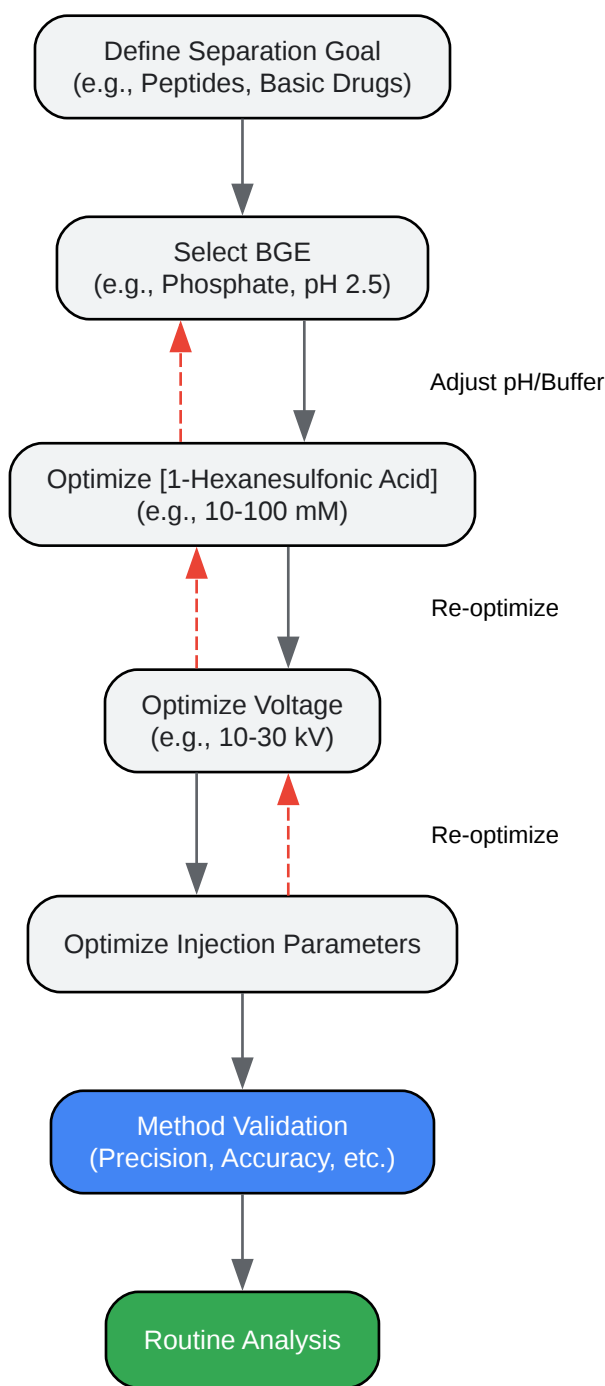 Define Separation Goal
(e.g., Peptides, Basic Drugs)
Select BGE
(e.g., Phosphate, pH 2.5)
Adjust pH/Buffer
Optimize [1-Hexanesulfonic Acid]
(e.g., 10-100 mM)
Re-optimize
Optimize Voltage
(e.g., 10-30 kV)
Re-optimize
Optimize Injection Parameters
Method Validation
(Precision, Accuracy, etc.)
Routine Analysis